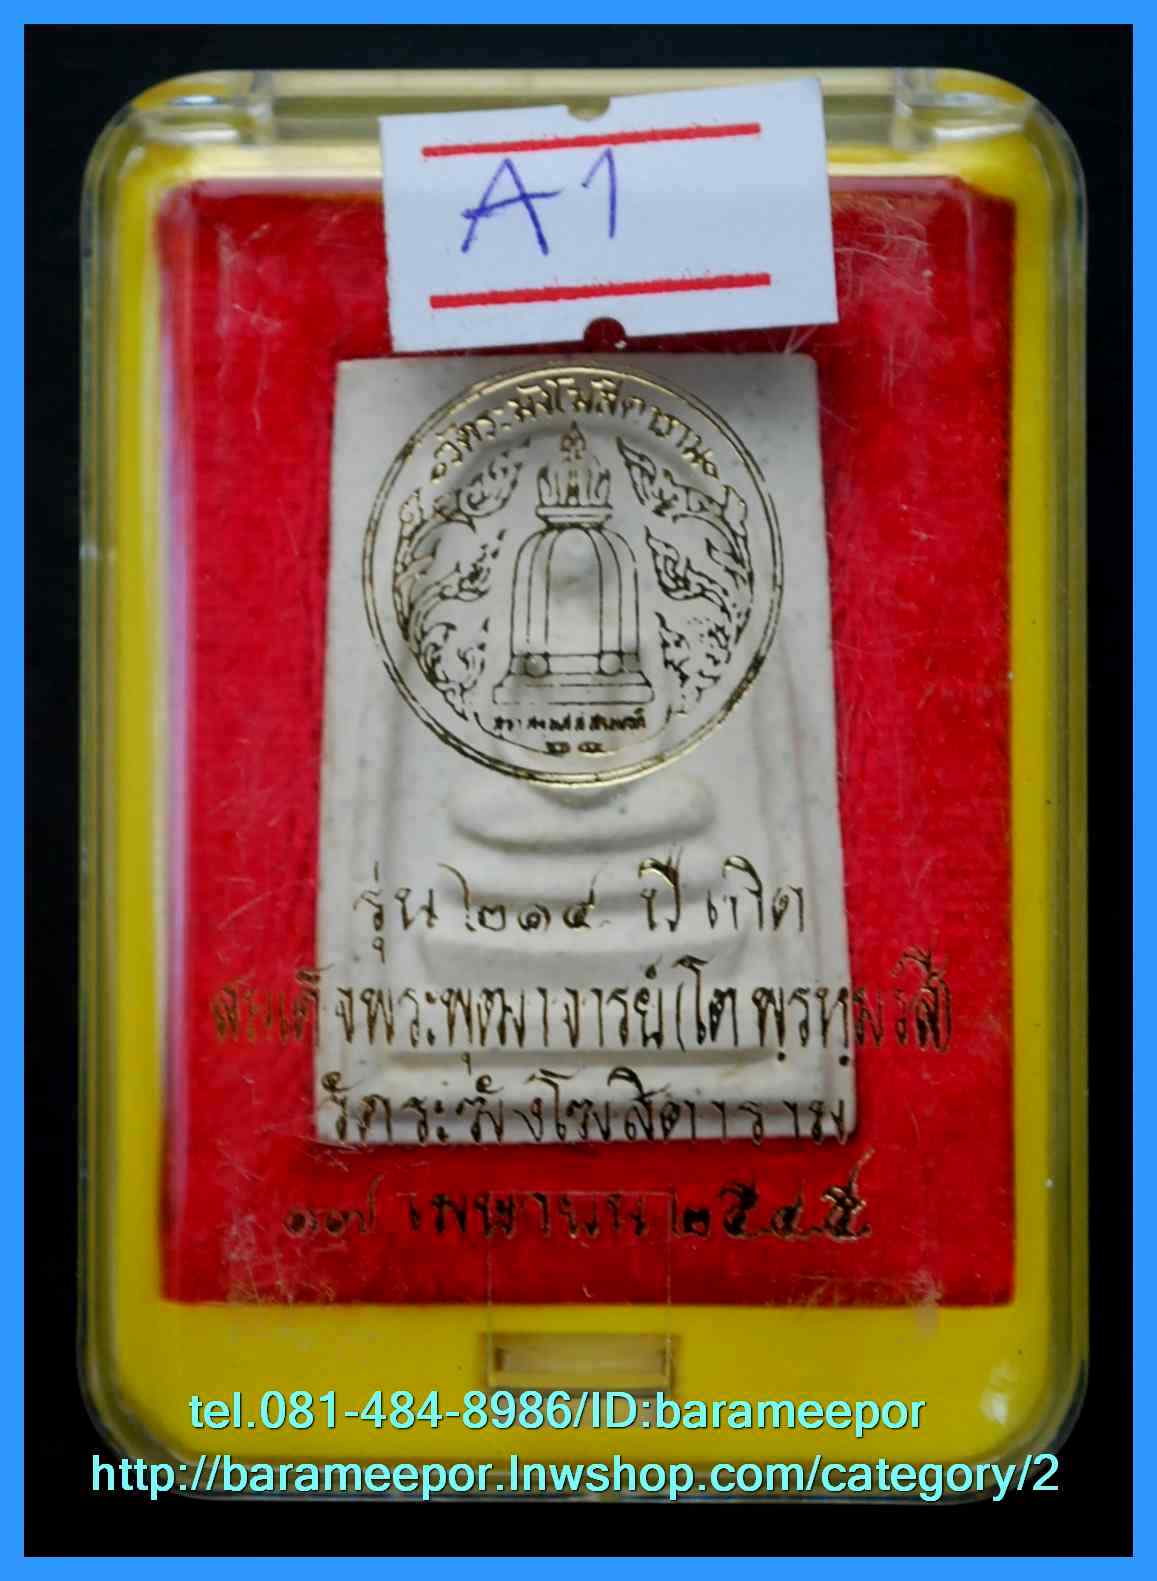 A1
วัดระฆังโฆสิตาราม
รุ่น ๒๑๔ ปี เกิด
สมเด็จพระพุฒาจารย์ (โต พฺรหฺมรํสี)
วัดระฆังโฆสิตาราม
๑๗ เมษายน ๒๕๔๕
tel.081-484-8986/ID:barameepor
http://barameepor.lnwshop.com/category/2